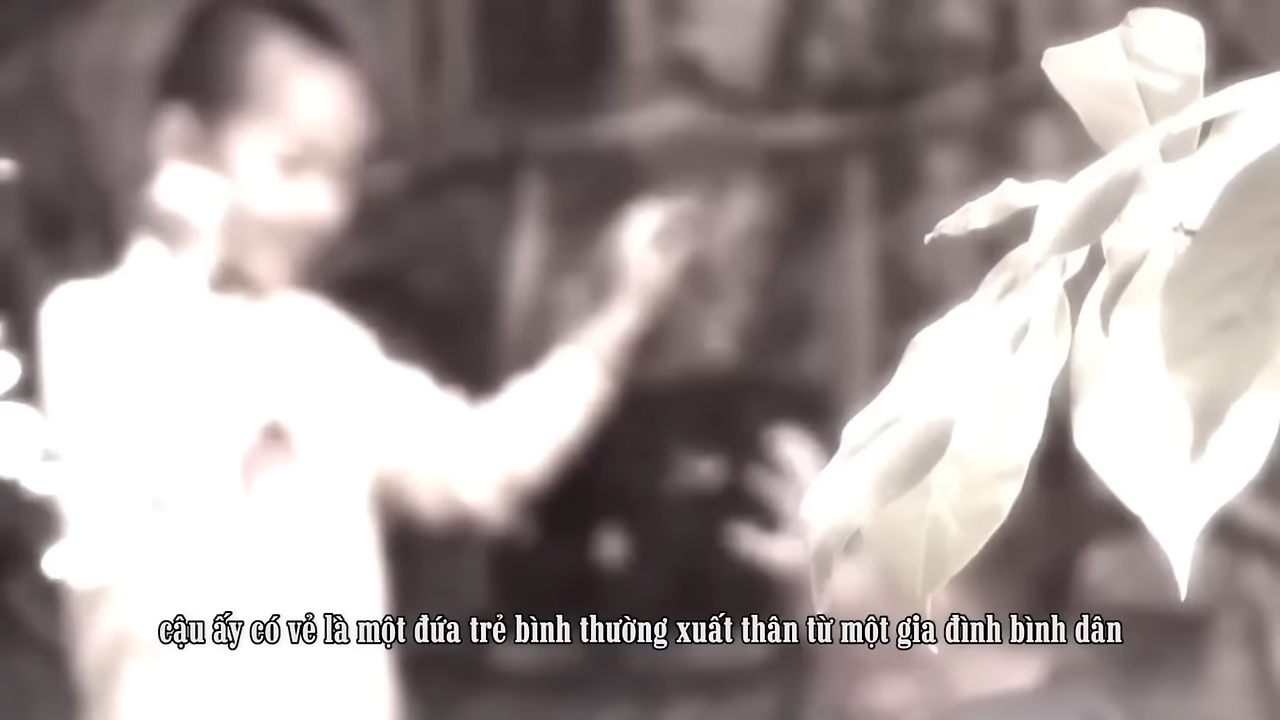 cậu ấy có vẻ là một đứa trẻ bình thường xuất thân từ một gia đình bình dân